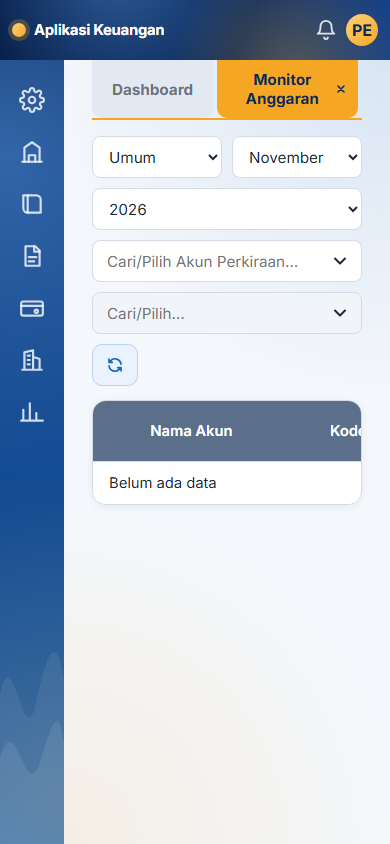 Aplikasi Keuangan
PE
Dashboard
Monitor
Anggaran
×
Umum
November
2026
Cari/Pilih Akun Perkiraan...
Cari/Pilih...
Nama Akun
Kode
Belum ada data